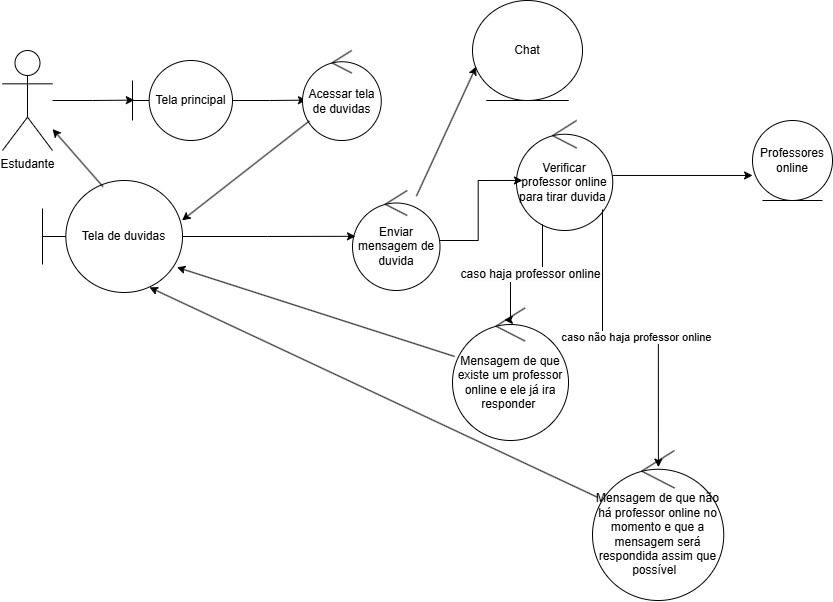 Chat
Estudante
Tela principal
Acessar tela
de duvidas
Verificar
professor online
para tirar duvida
Professores
online
Tela de duvidas
Enviar
mensagem de
duvida
caso haja professor online
caso não haja professor online
Mensagem de que
existe um professor
online e ele já ira
responder
Mensagem de que não
há professor online no
momento e que a
mensagem será
respondida assim que
possível